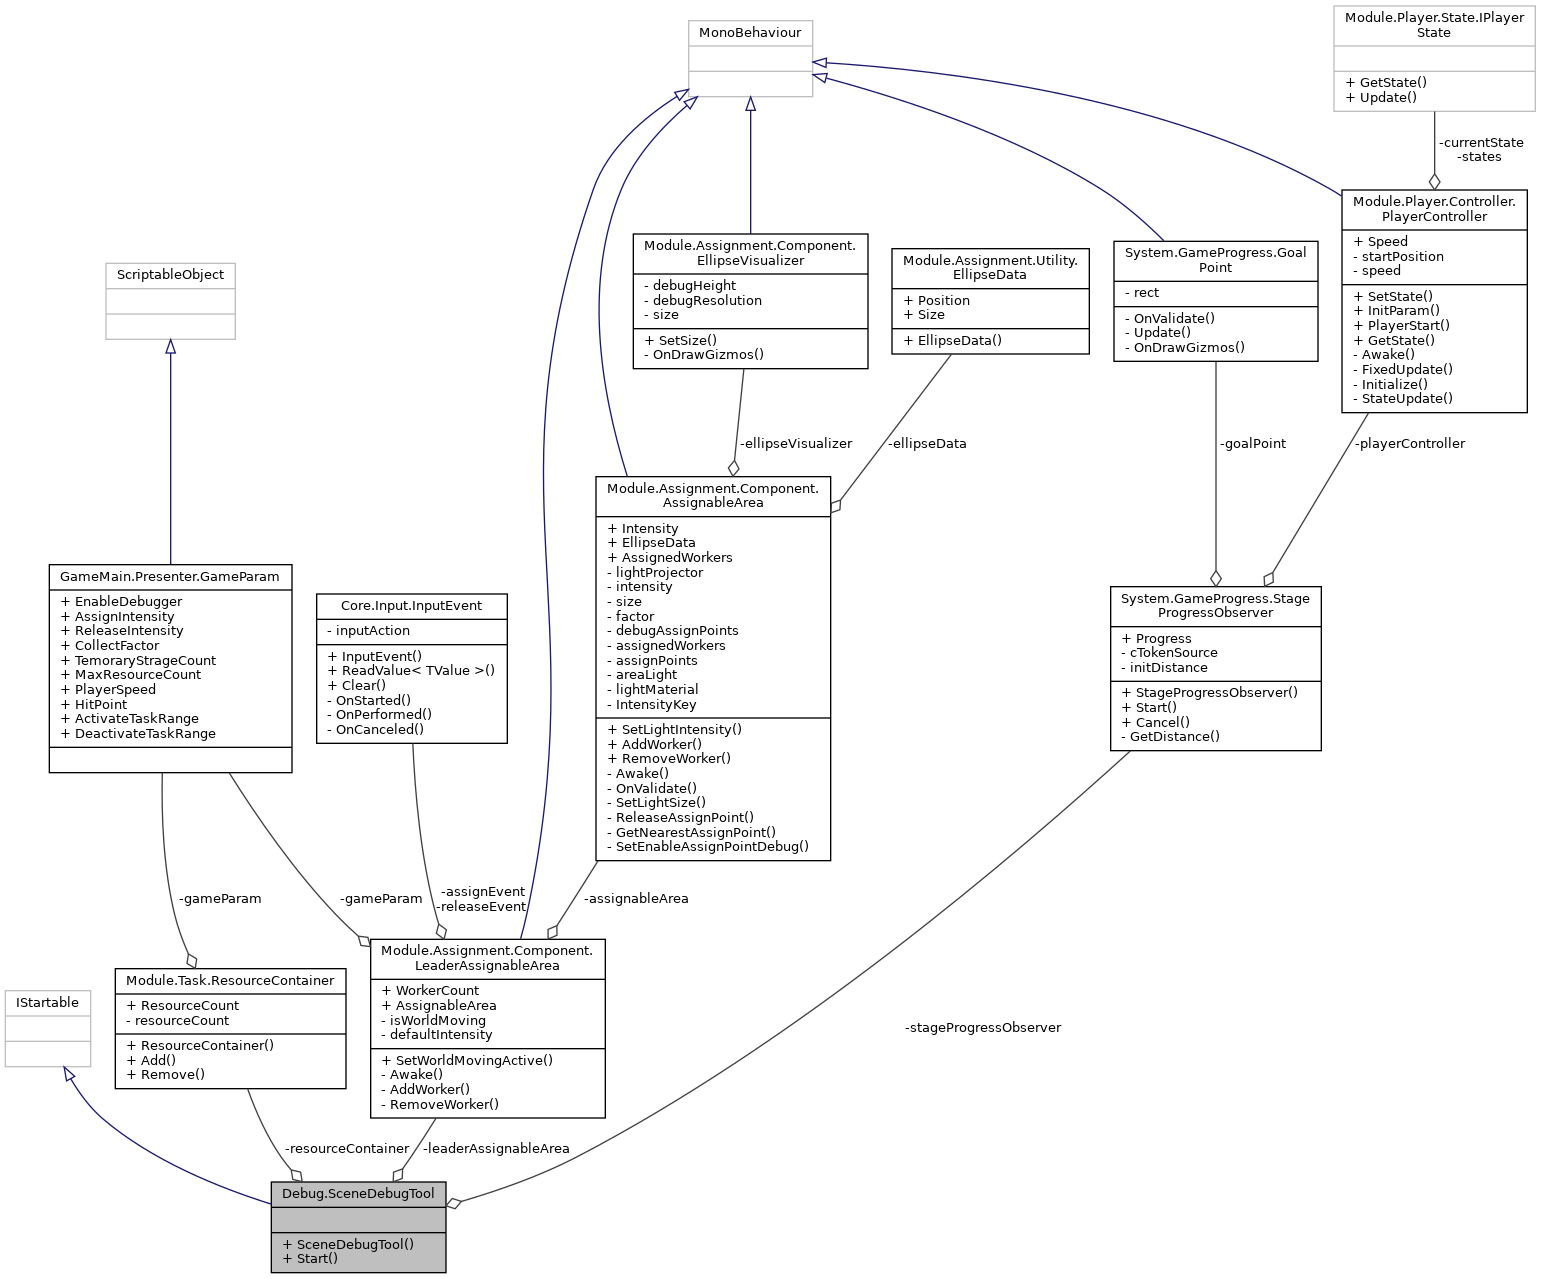 MonoBehaviour
Module.Player.State.IPlayer
State
+ GetState()
+ Update()
-currentState
-states
Module.Player.Controller.
PlayerController
+ Speed
- startPosition
- speed
+ SetState()
+ InitParam()
+ PlayerStart()
+ GetState()
- Awake()
- FixedUpdate()
- Initialize()
- StateUpdate()
Module.Assignment.Component.
EllipseVisualizer
- debugHeight
- debugResolution
- size
+ SetSize()
- OnDrawGizmos()
Module.Assignment.Utility.
EllipseData
+ Position
+ Size
+ EllipseData()
System.GameProgress.Goal
Point
- rect
- OnValidate()
- Update()
- OnDrawGizmos()
ScriptableObject
-ellipseVisualizer
-ellipseData
-goalPoint
-playerController
Module.Assignment.Component.
AssignableArea
+ Intensity
+ EllipseData
+ AssignedWorkers
- lightProjector
- intensity
- size
- factor
- debugAssignPoints
- assignedWorkers
- assignPoints
- areaLight
- lightMaterial
- IntensityKey
+ SetLightIntensity()
+ AddWorker()
+ RemoveWorker()
- Awake()
- OnValidate()
- SetLightSize()
- ReleaseAssignPoint()
- GetNearestAssignPoint()
- SetEnableAssignPointDebug()
GameMain.Presenter.GameParam
+ EnableDebugger
+ AssignIntensity
+ ReleaseIntensity
+ CollectFactor
+ TemoraryStrageCount
+ MaxResourceCount
+ PlayerSpeed
+ HitPoint
+ ActivateTaskRange
+ DeactivateTaskRange
Core.Input.InputEvent
- inputAction
+ InputEvent()
+ ReadValue< TValue >()
+ Clear()
- OnStarted()
- OnPerformed()
- OnCanceled()
System.GameProgress.Stage
ProgressObserver
+ Progress
- cTokenSource
- initDistance
+ StageProgressObserver()
+ Start()
+ Cancel()
- GetDistance()
-gameParam
-gameParam
-assignEvent
-releaseEvent
-assignableArea
IStartable
Module.Task.ResourceContainer
+ ResourceCount
- resourceCount
+ ResourceContainer()
+ Add()
+ Remove()
Module.Assignment.Component.
LeaderAssignableArea
+ WorkerCount
+ AssignableArea
- isWorldMoving
- defaultIntensity
+ SetWorldMovingActive()
- Awake()
- AddWorker()
- RemoveWorker()
-stageProgressObserver
-resourceContainer
-leaderAssignableArea
Debug.SceneDebugTool
+ SceneDebugTool()
+ Start()